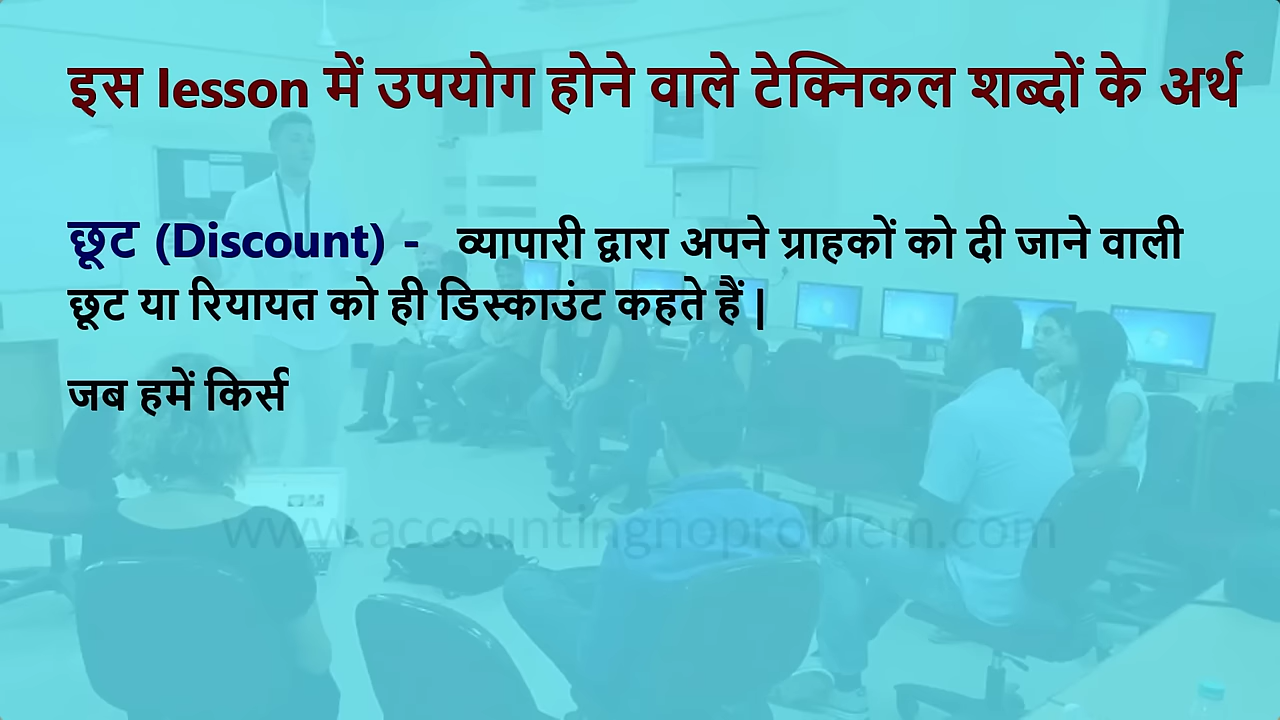 इस lesson में उपयोग होने वाले टेक्निकल शब्दों के अर्थ
छूट (Discount) - व्यापारी द्वारा अपने ग्राहकों को दी जाने वाली
छूट या रियायत को ही डिस्काउंट कहते हैं |
जब हमें
www.accountingnoproblem.com